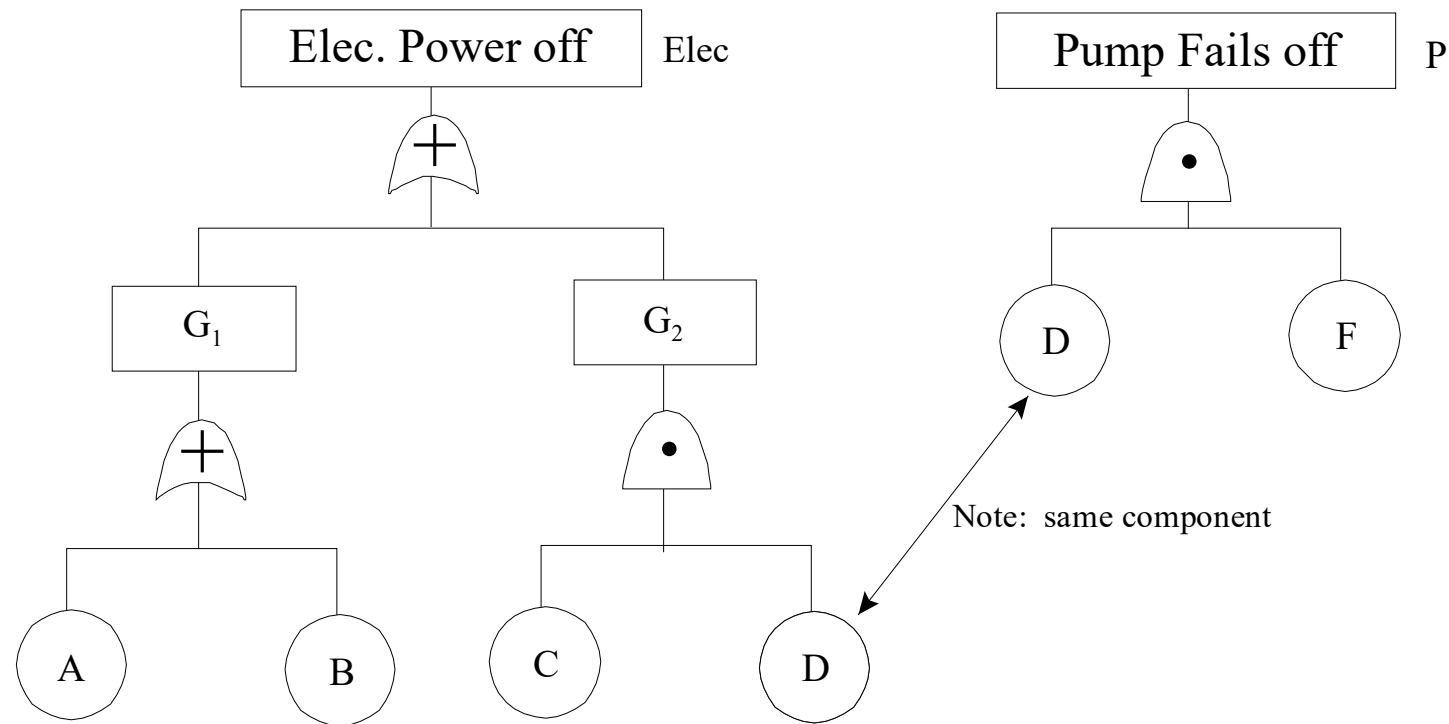 Elec. Power off
Elec
Pump Fails off
P
+
G₁
G₂
D
F
+
Note: same component
A
B
C
D